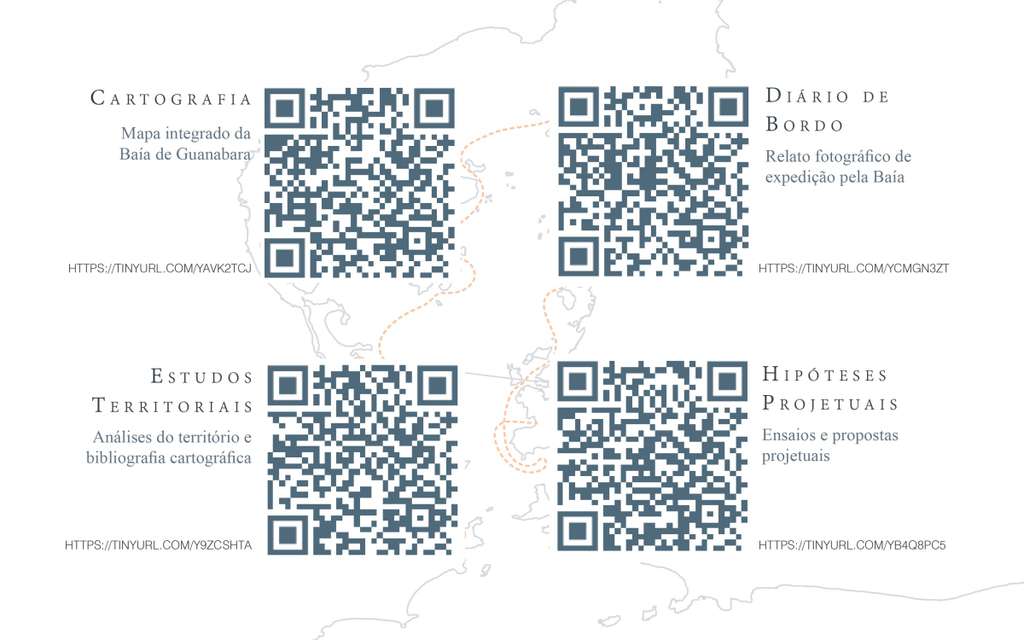 CARTOGRAFIA
Mapa integrado da
Baía de Guanabara
HTTPS://TINYURL.COM/YAVK2TCJ
DIÁRIO DE
BORDO
Relato fotográfico de
expedição pela Baía
HTTPS://TINYURL.COM/YCMGN3ZT
ESTUDOS
TERRITORIAIS
Análises do território e
bibliografia cartográfica
HTTPS://TINYURL.COM/Y9ZCSHTA
HIPÓTESES
PROJETUAIS
Ensaios e propostas
projetuais
HTTPS://TINYURL.COM/YB4Q8PC5